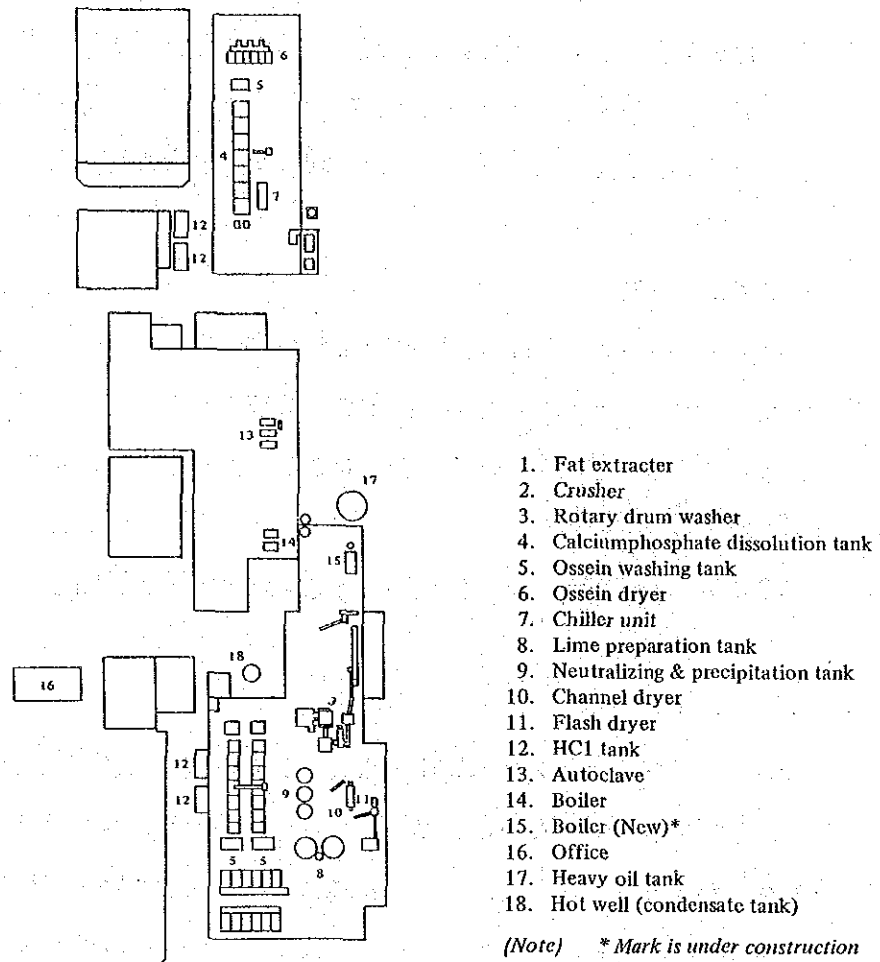 6
5
4
7
12
12
13
17
14
15
16
18
3
12
12
9
10
11
5
5
8
1. Fat extracter
2. Crusher
3. Rotary drum washer
4. Calciumphosphate dissolution tank
5. Ossein washing tank
6. Ossein dryer
7. Chiller unit
8. Lime preparation tank
9. Neutralizing & precipitation tank
10. Channel dryer
11. Flash dryer
12. HC1 tank
13. Autoclave
14. Boiler
15. Boiler (New)*
16. Office
17. Heavy oil tank
18. Hot well (condensate tank)
(Note) * Mark is under construction